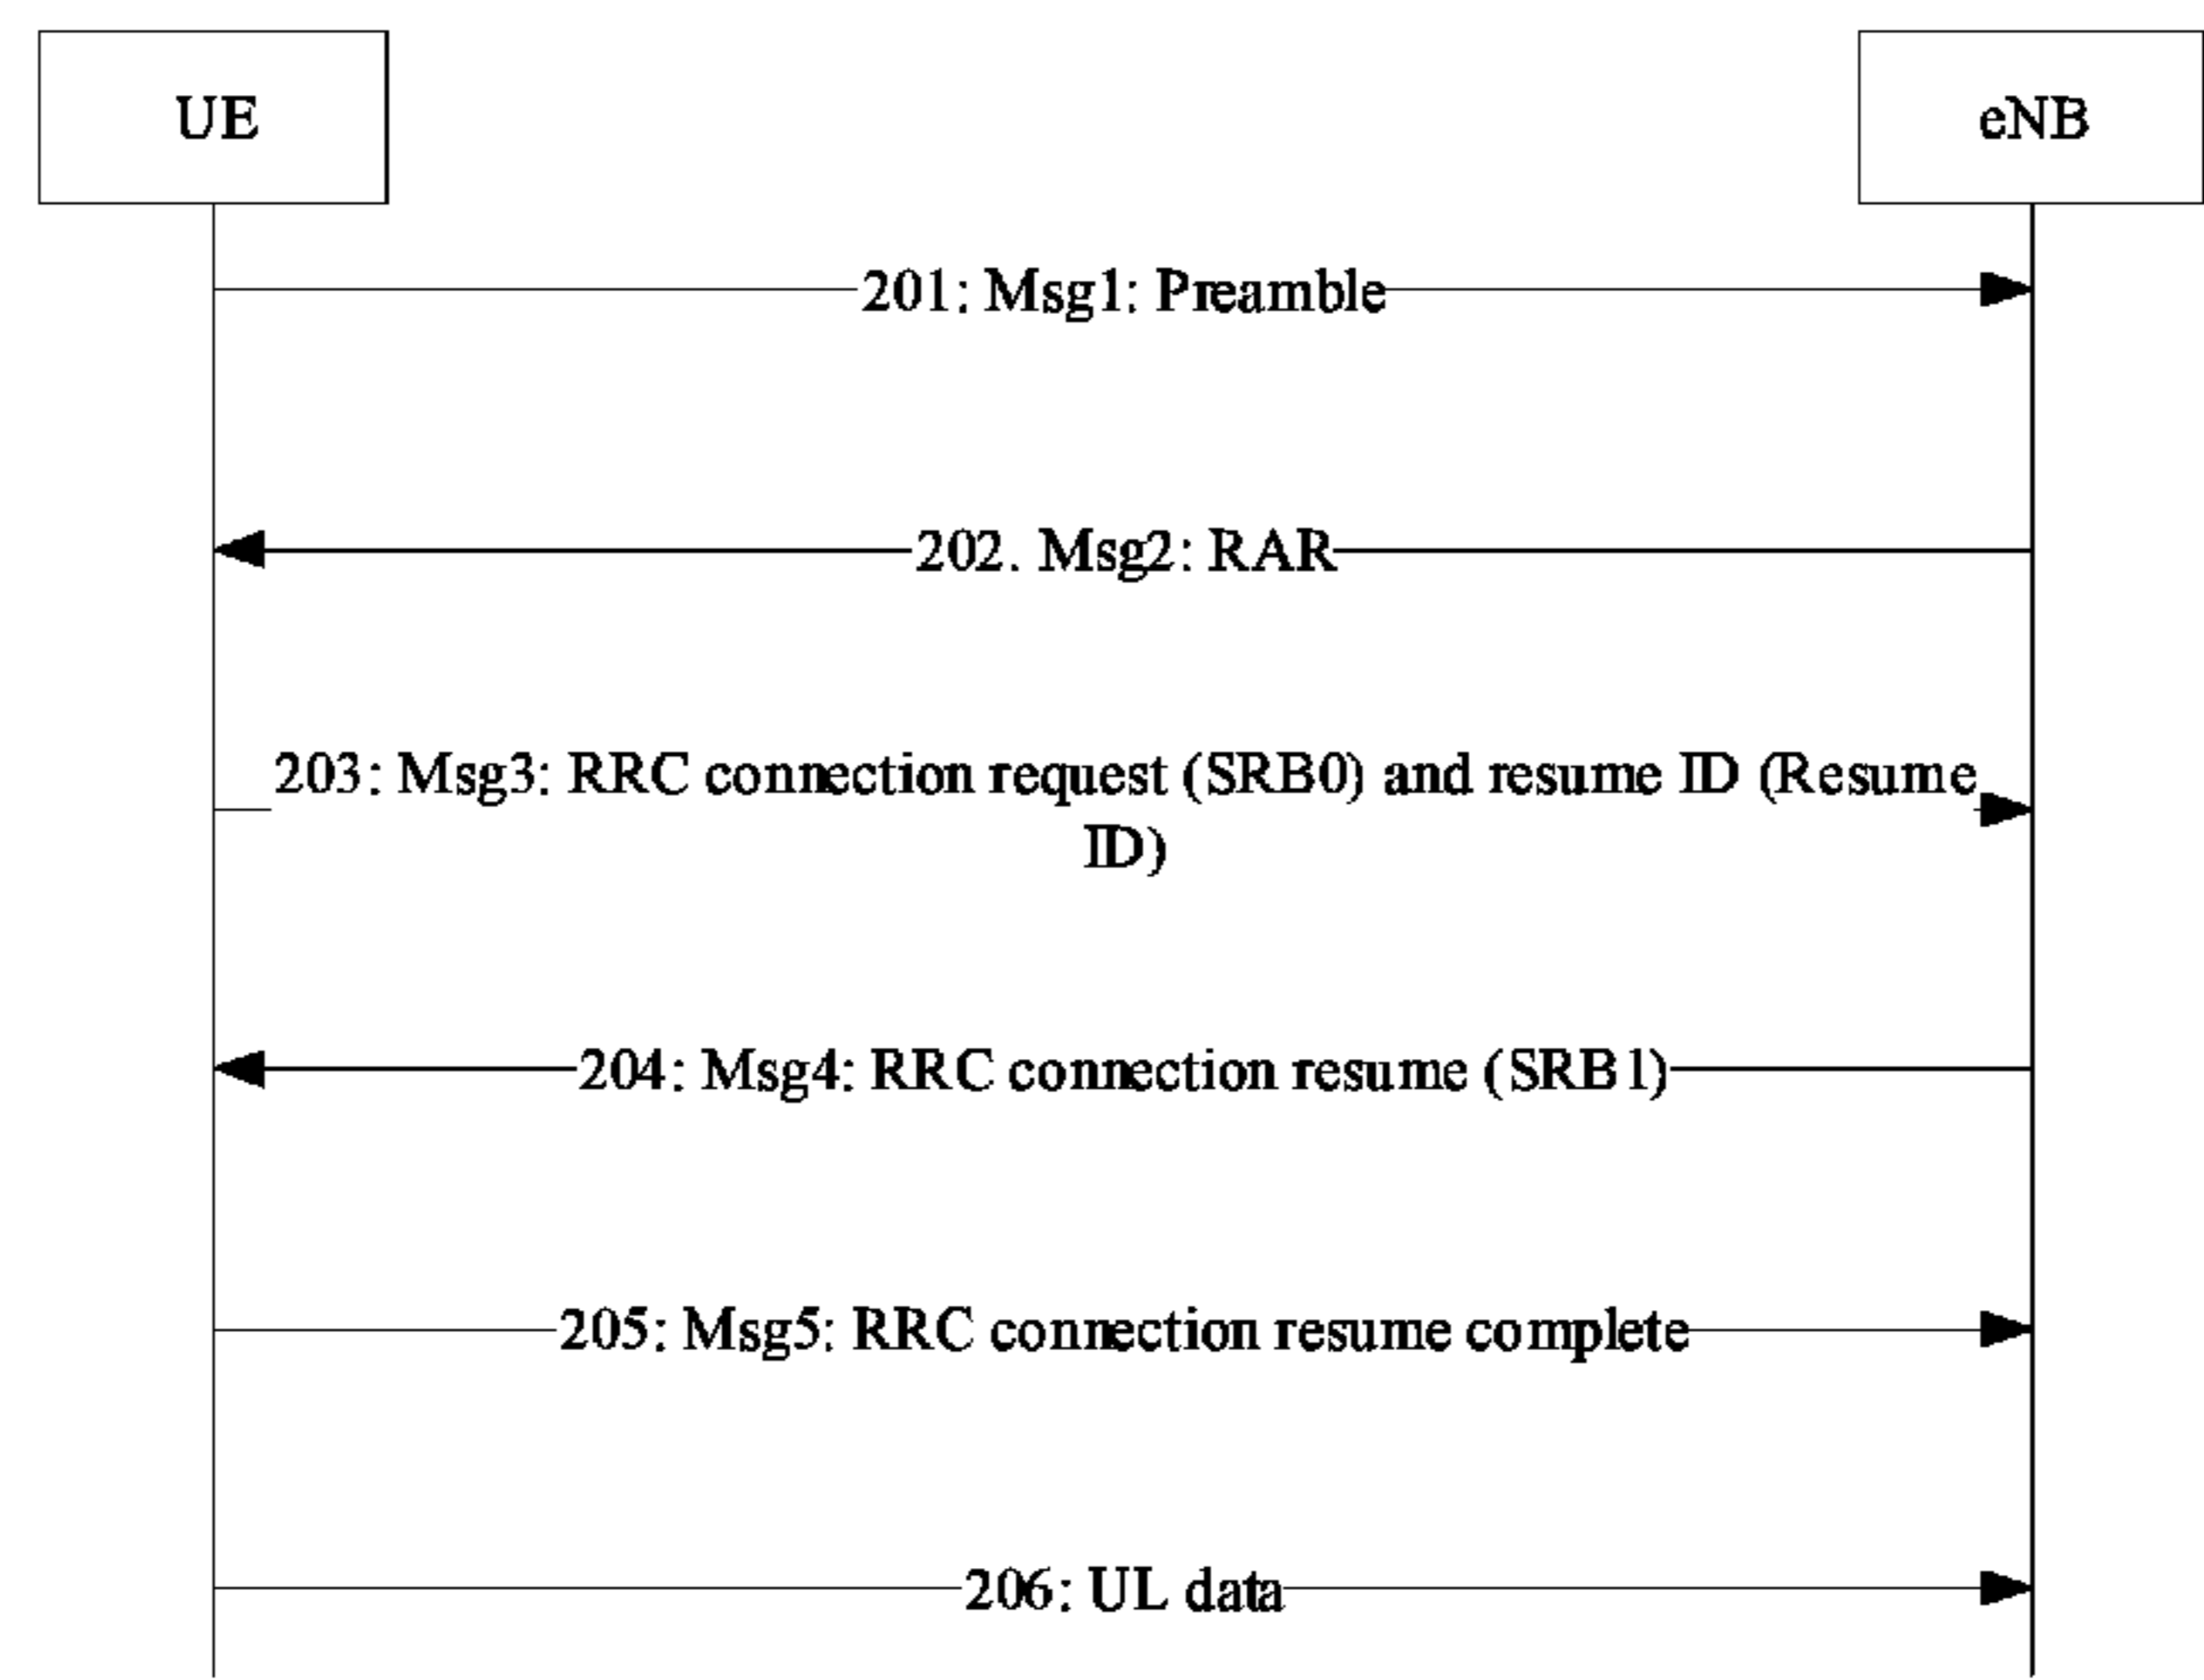 UE
eNB
201: Msg1: Preamble
202. Msg2: RAR
203: Msg3: RRC connection request (SRB0) and resume ID (Resume
ID)
204: Msg4: RRC connection resume (SRB1)
205: Msg5: RRC connection resume complete
206: UL data